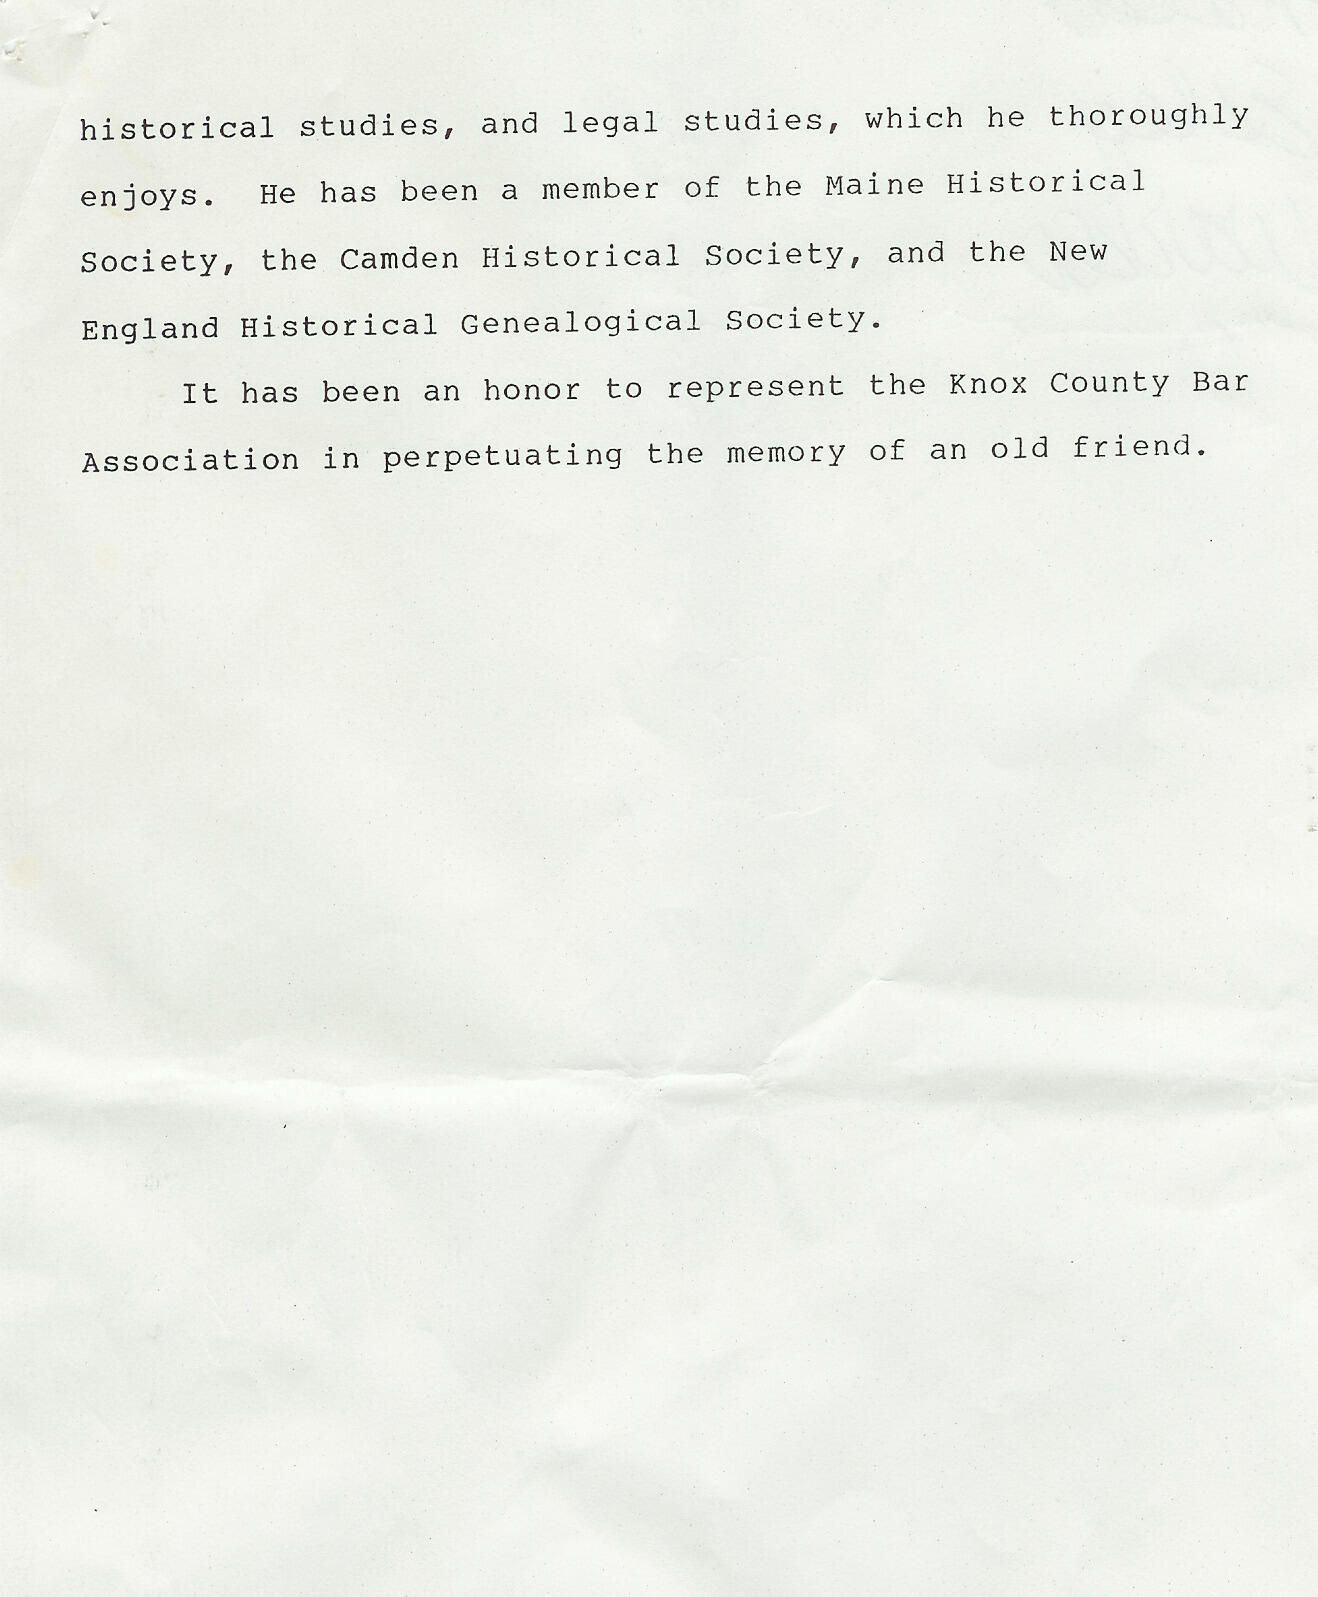 historical studies, and legal studies, which he thoroughly
enjoys.  He has been a member of the Maine Historical
Society, the Camden Historical Society, and the New
England Historical Genealogical Society.
It has been an honor to represent the Knox County Bar
Association in perpetuating the memory of an old friend.